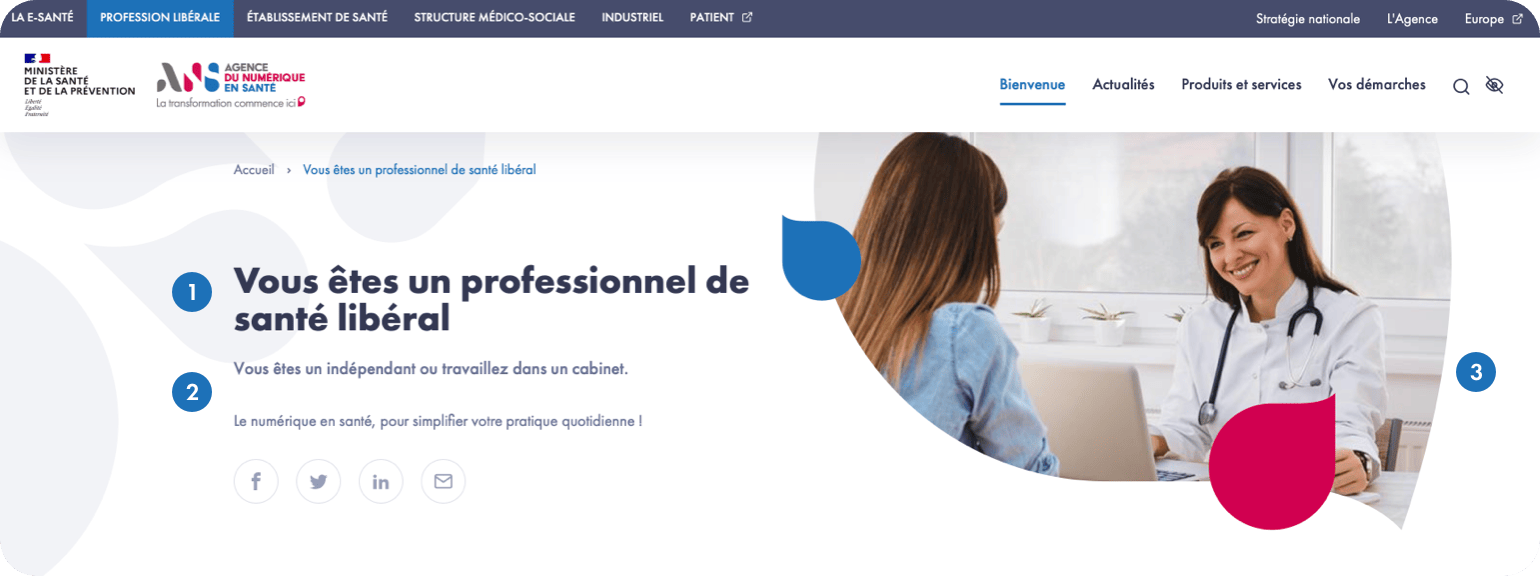 LA E-SANTÉ
PROFESSION LIBÉRALE
ÉTABLISSEMENT DE SANTÉ
STRUCTURE MÉDICO-SOCIALE
INDUSTRIEL
PATIENT
Stratégie nationale
L'Agence
Europe
MINISTÈRE
DE LA SANTÉ
ET DE LA PRÉVENTION
Liberté
Égalité
Fraternité
ANS
AGENCE
DU NUMÉRIQUE
EN SANTÉ
La transformation commence ici
Bienvenue
Actualités
Produits et services
Vos démarches
Accueil › Vous êtes un professionnel de santé libéral
1
Vous êtes un professionnel de
santé libéral
2
Vous êtes un indépendant ou travaillez dans un cabinet.
Le numérique en santé, pour simplifier votre pratique quotidienne !
3